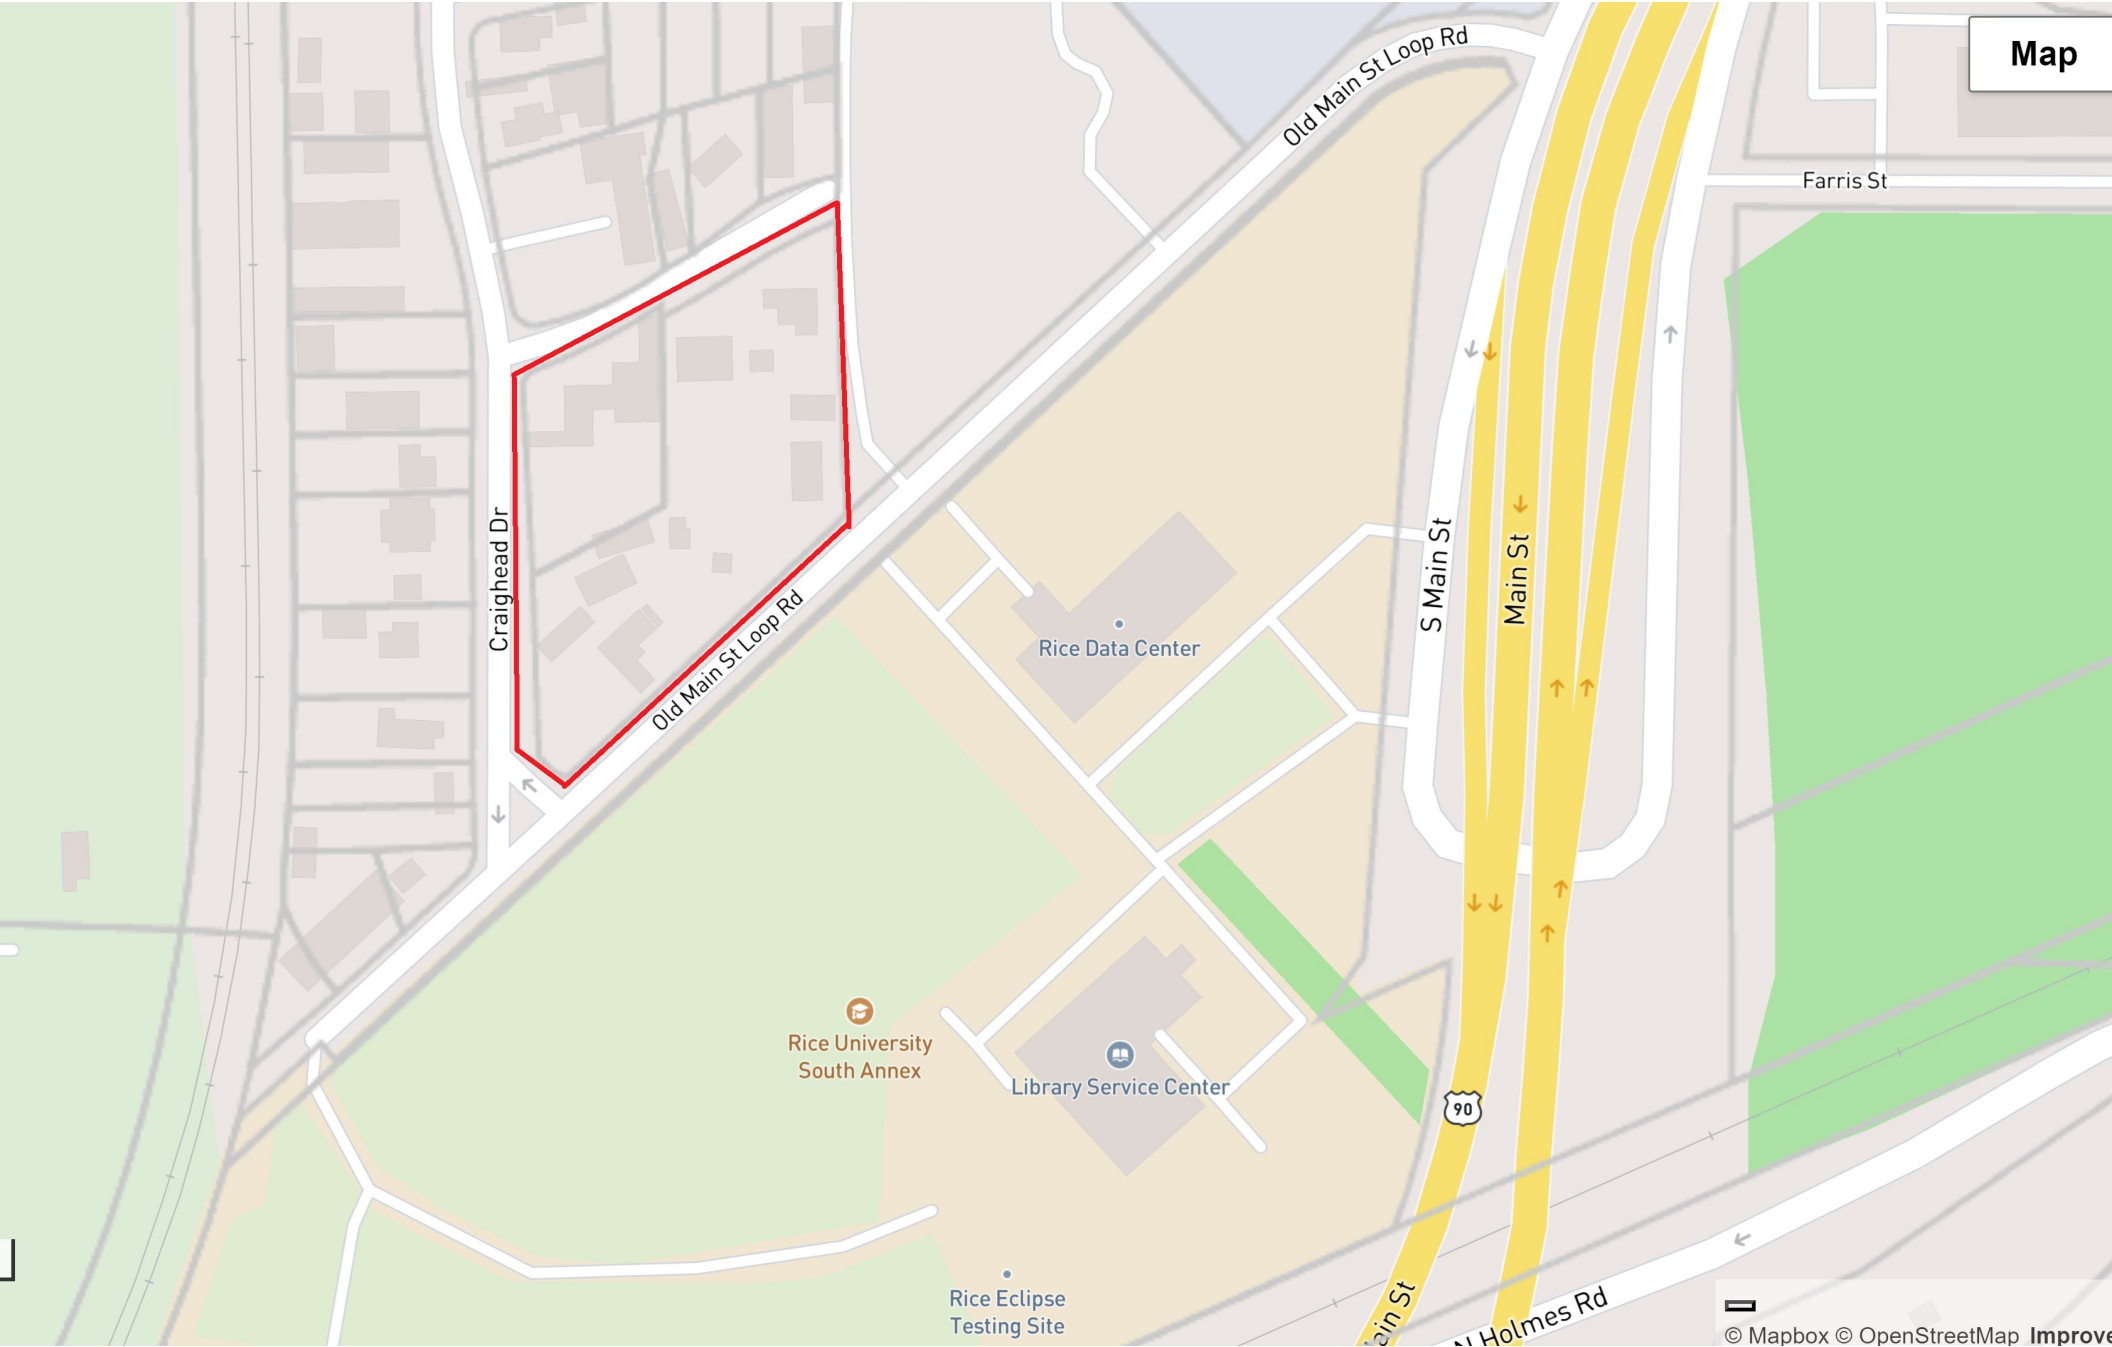 Old Main St Loop Rd
Map
Farris St
Craighead Dr
Old Main St Loop Rd
S Main St
Main St
Rice Data Center
Rice University
South Annex
Library Service Center
90
Rice Eclipse
Testing Site
ain St
N Holmes Rd
© Mapbox © OpenStreetMap Improve